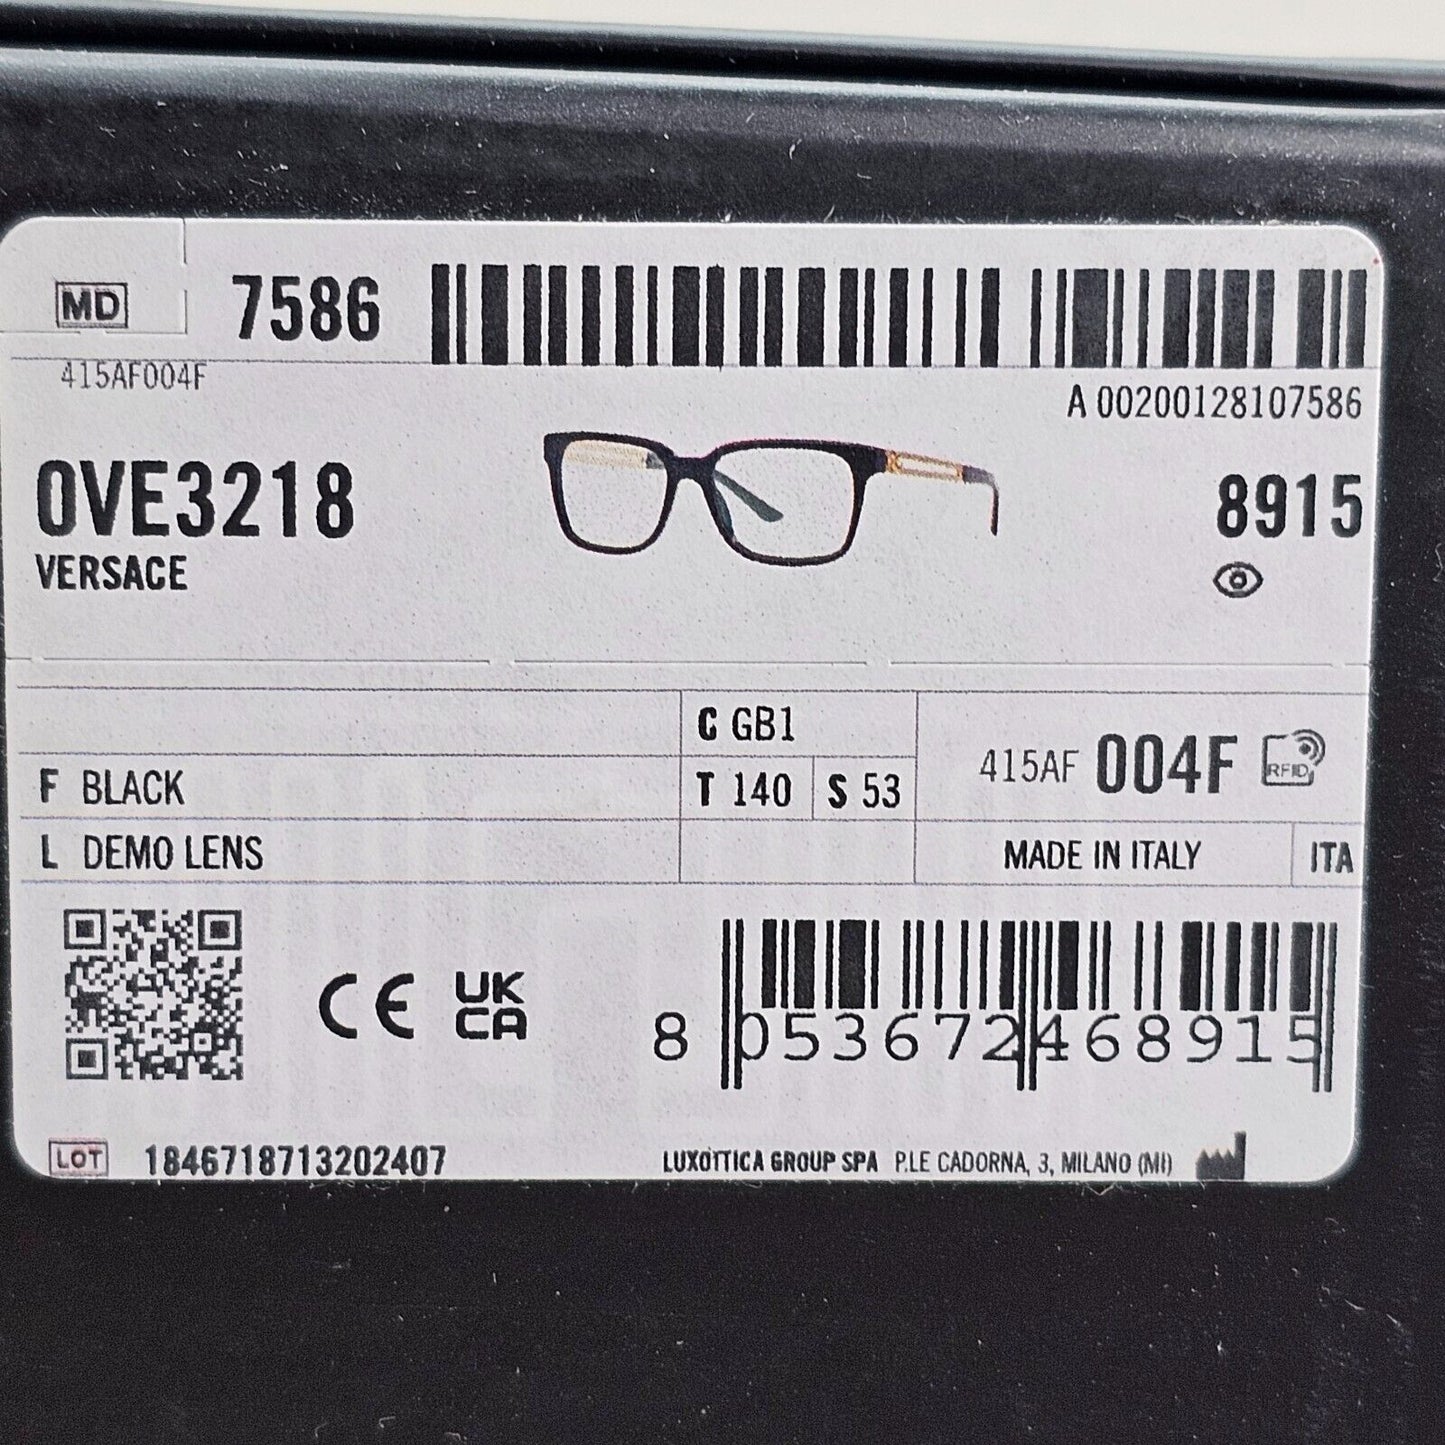 MD 7586
415AF004F
A 00200128107586
0VE3218
VERSACE
8915
C GB1
F BLACK
T 140 S 53
415AF 004F RFID
L DEMO LENS
MADE IN ITALY ITA
CE UK CA
8 053672 468915
LOT 1846718713202407
LUXOTTICA GROUP SPA P.LE CADORNA, 3, MILANO (MI)